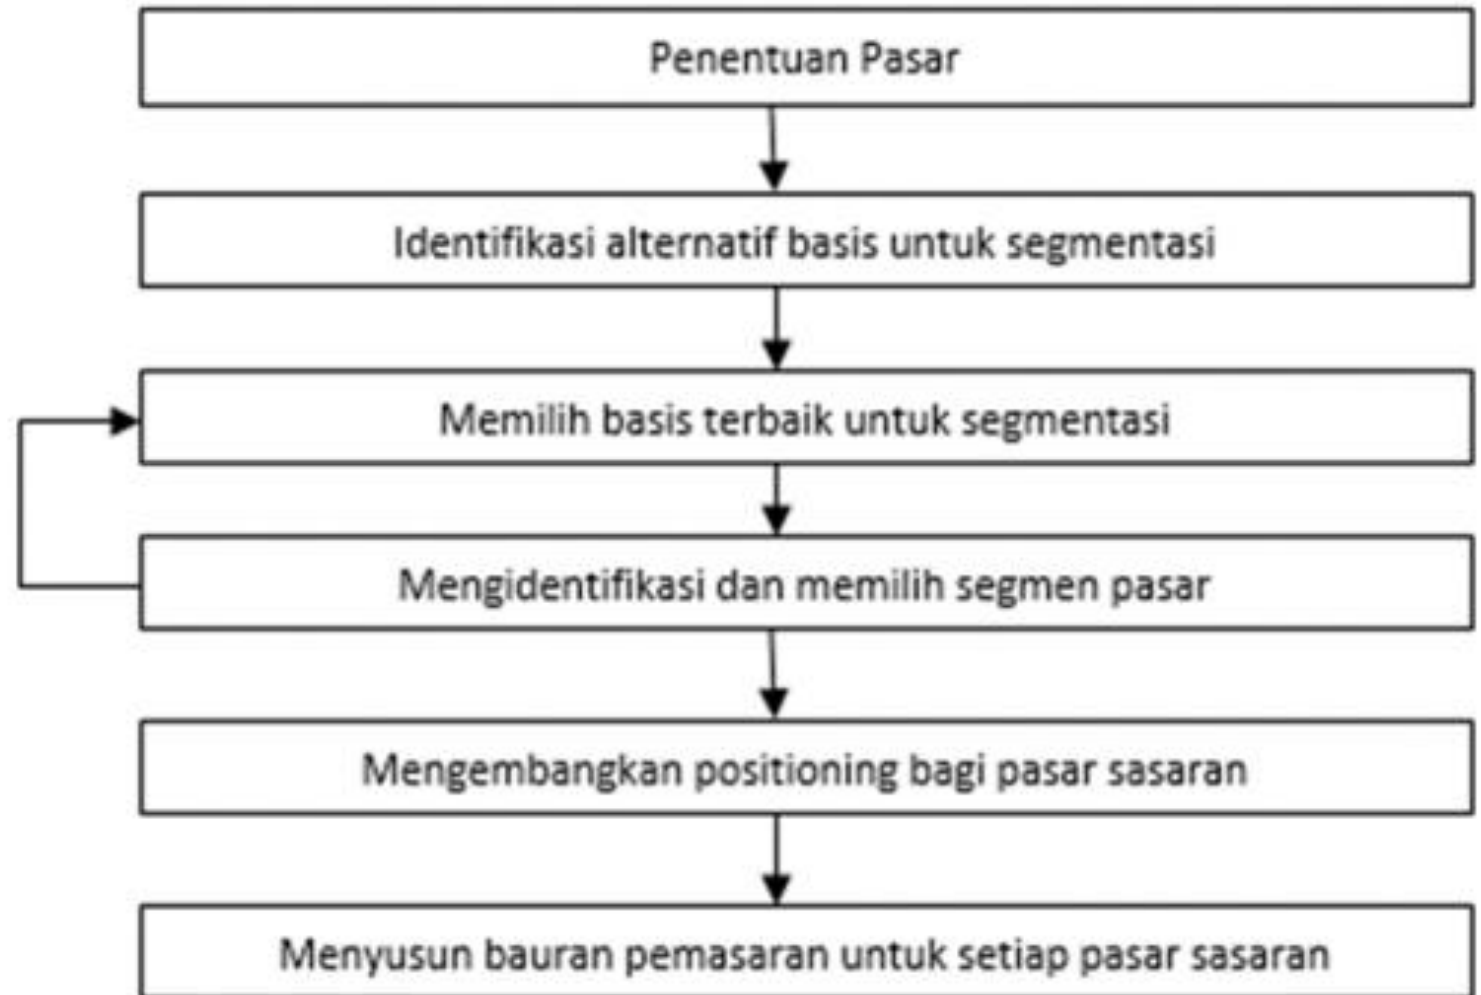 Penentuan Pasar
Identifikasi alternatif basis untuk segmentasi
Memilih basis terbaik untuk segmentasi
Mengidentifikasi dan memilih segmen pasar
Mengembangkan positioning bagi pasar sasaran
Menyusun bauran pemasaran untuk setiap pasar sasaran